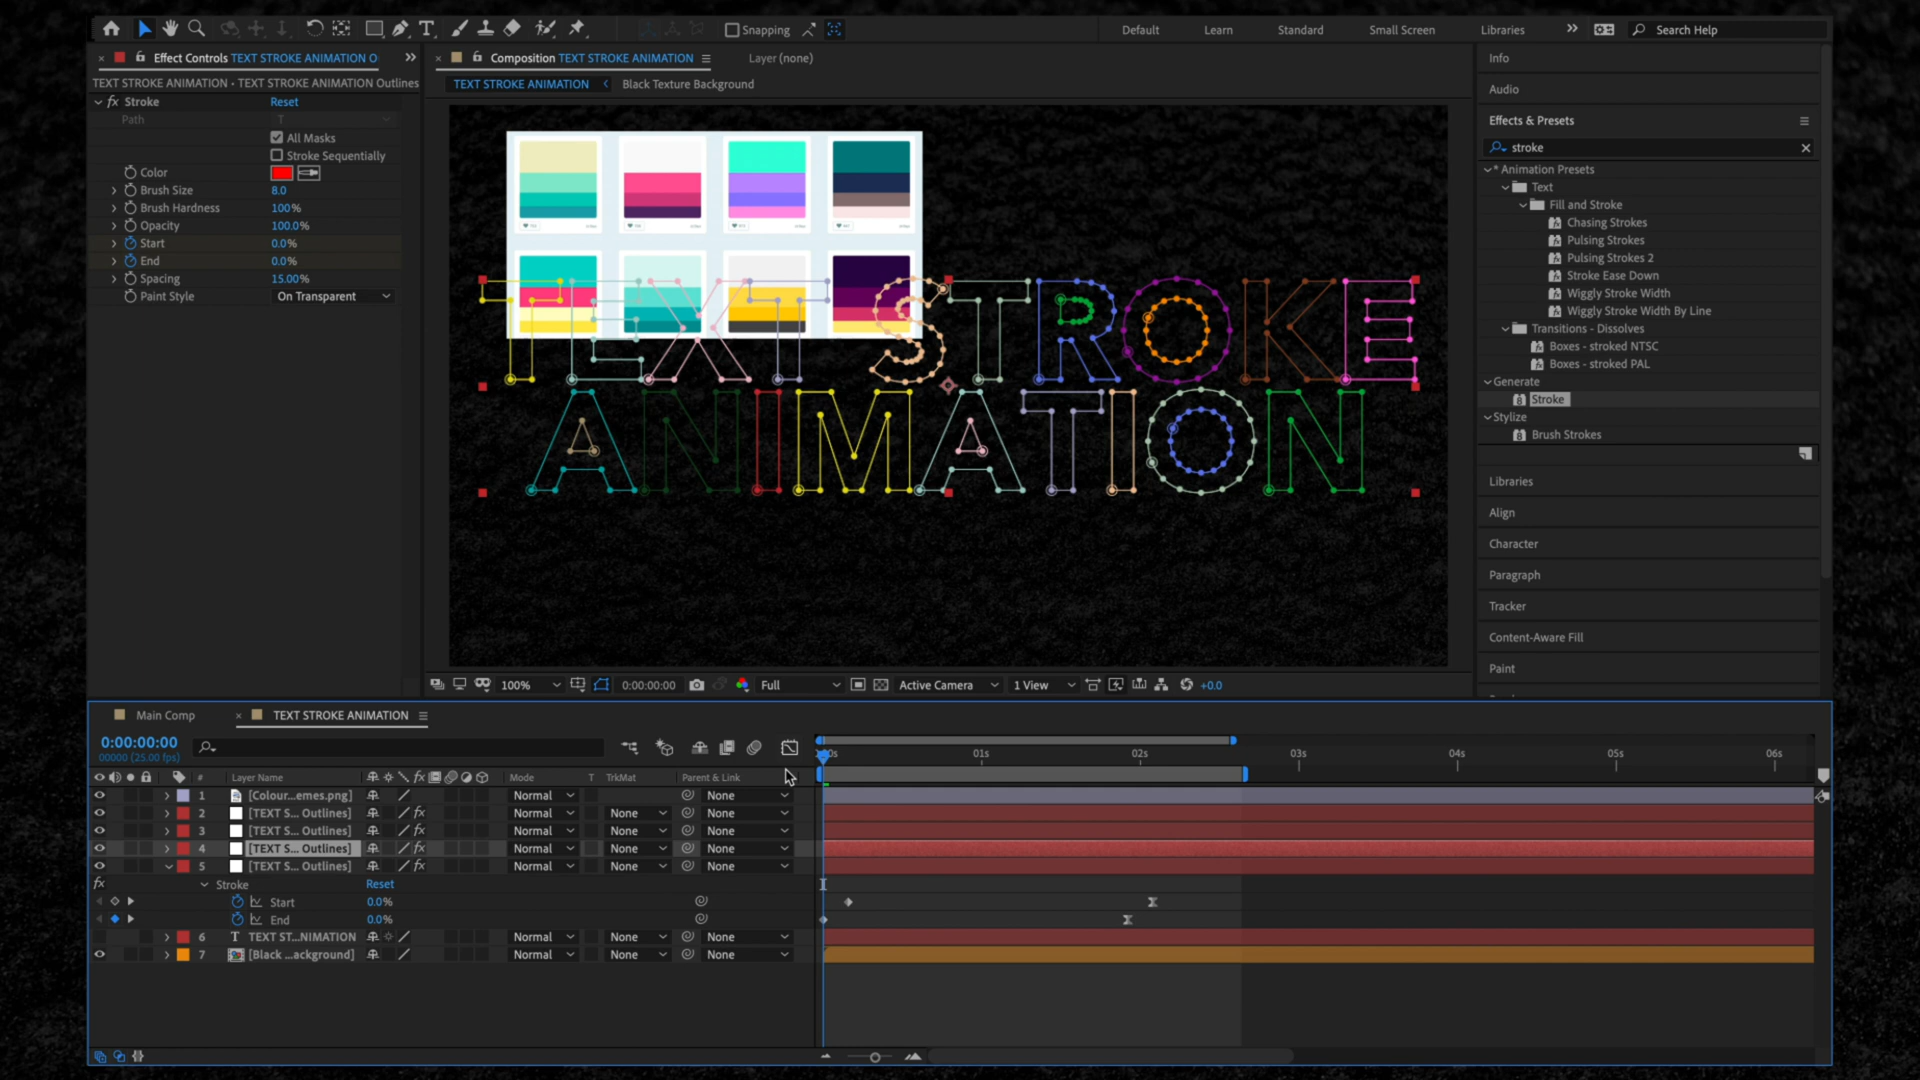 Snapping
Default
Learn
Standard
Small Screen
Libraries
Search Help
Effect Controls TEXT STROKE ANIMATION O
TEXT STROKE ANIMATION • TEXT STROKE ANIMATION Outlines
fx Stroke Reset
Path T
All Masks
Stroke Sequentially
Color
Brush Size 8.0
Brush Hardness 100%
Opacity 100.0%
Start 0.0%
End 0.0%
Spacing 15.00%
Paint Style On Transparent
Composition TEXT STROKE ANIMATION
Layer (none)
TEXT STROKE ANIMATION
Black Texture Background
TEXT STROKE
ANIMATION
100%
0:00:00:00
Full
Active Camera
1 View
+0.0
Info
Audio
Effects & Presets
stroke
* Animation Presets
Text
Fill and Stroke
Chasing Strokes
Pulsing Strokes
Pulsing Strokes 2
Stroke Ease Down
Wiggly Stroke Width
Wiggly Stroke Width By Line
Transitions - Dissolves
Boxes - stroked NTSC
Boxes - stroked PAL
Generate
Stroke
Stylize
Brush Strokes
Libraries
Align
Character
Paragraph
Tracker
Content-Aware Fill
Paint
Main Comp
TEXT STROKE ANIMATION
0:00:00:00
00000 (25.00 fps)
01s 02s 03s 04s 05s 06s
# Layer Name fx Mode T TrkMat Parent & Link
1 [Colour...emes.png] Normal None
2 [TEXT S... Outlines] fx Normal None None
3 [TEXT S... Outlines] fx Normal None None
4 [TEXT S... Outlines] fx Normal None None
5 [TEXT S... Outlines] fx Normal None None
fx Stroke Reset
Start 0.0%
End 0.0%
6 T TEXT ST...NIMATION Normal None None
7 [Black ...ackground] Normal None None